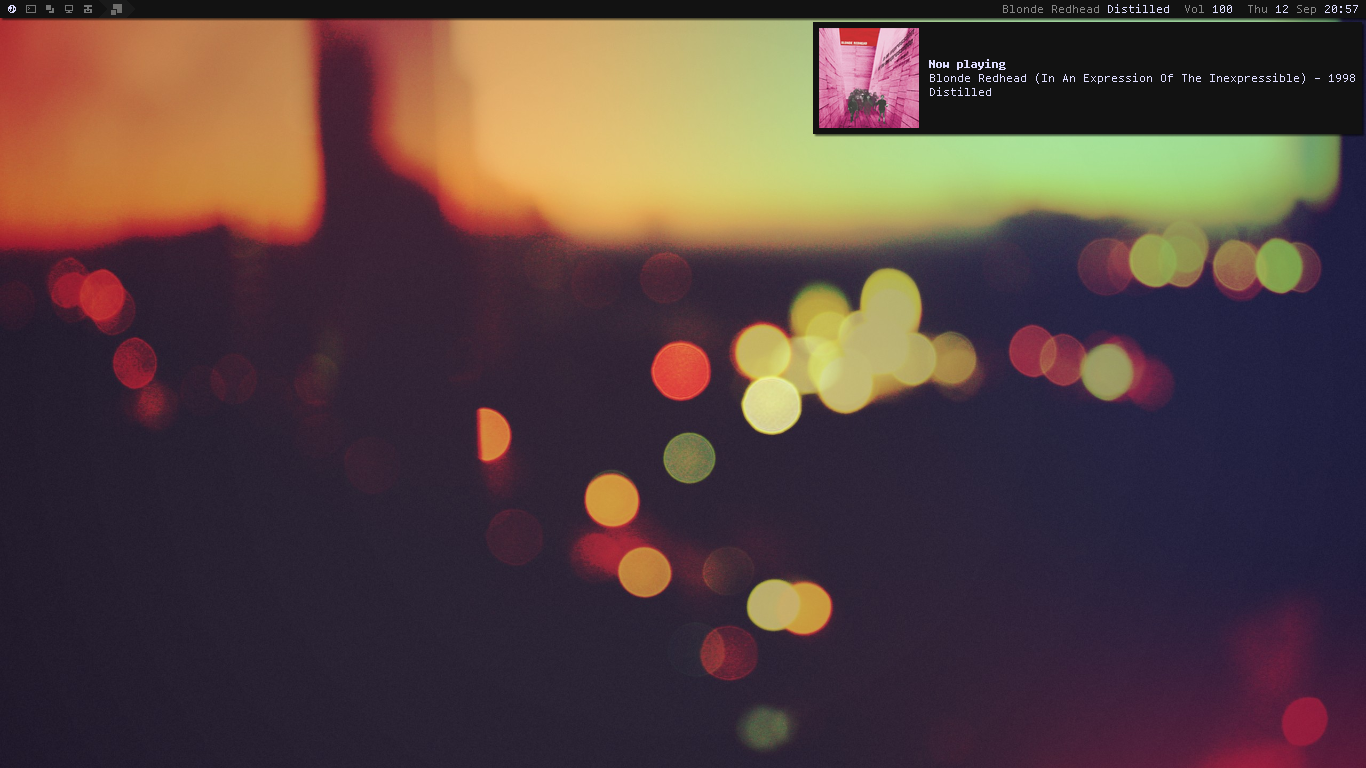 Blonde Redhead Distilled Vol 100 Thu 12 Sep 20:57
Now playing
Blonde Redhead (In An Expression Of The Inexpressible) – 1998
Distilled